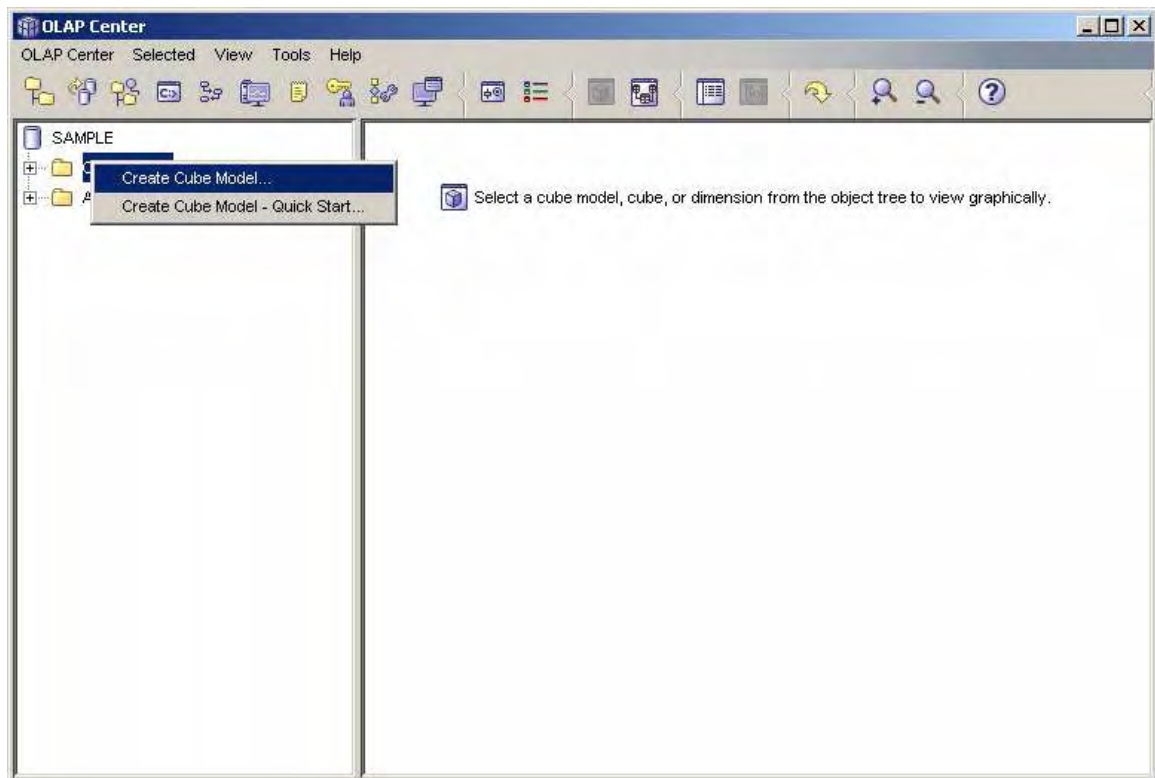 OLAP Center
OLAP Center Selected View Tools Help
SAMPLE
Create Cube Model...
Create Cube Model - Quick Start...
Select a cube model, cube, or dimension from the object tree to view graphically.